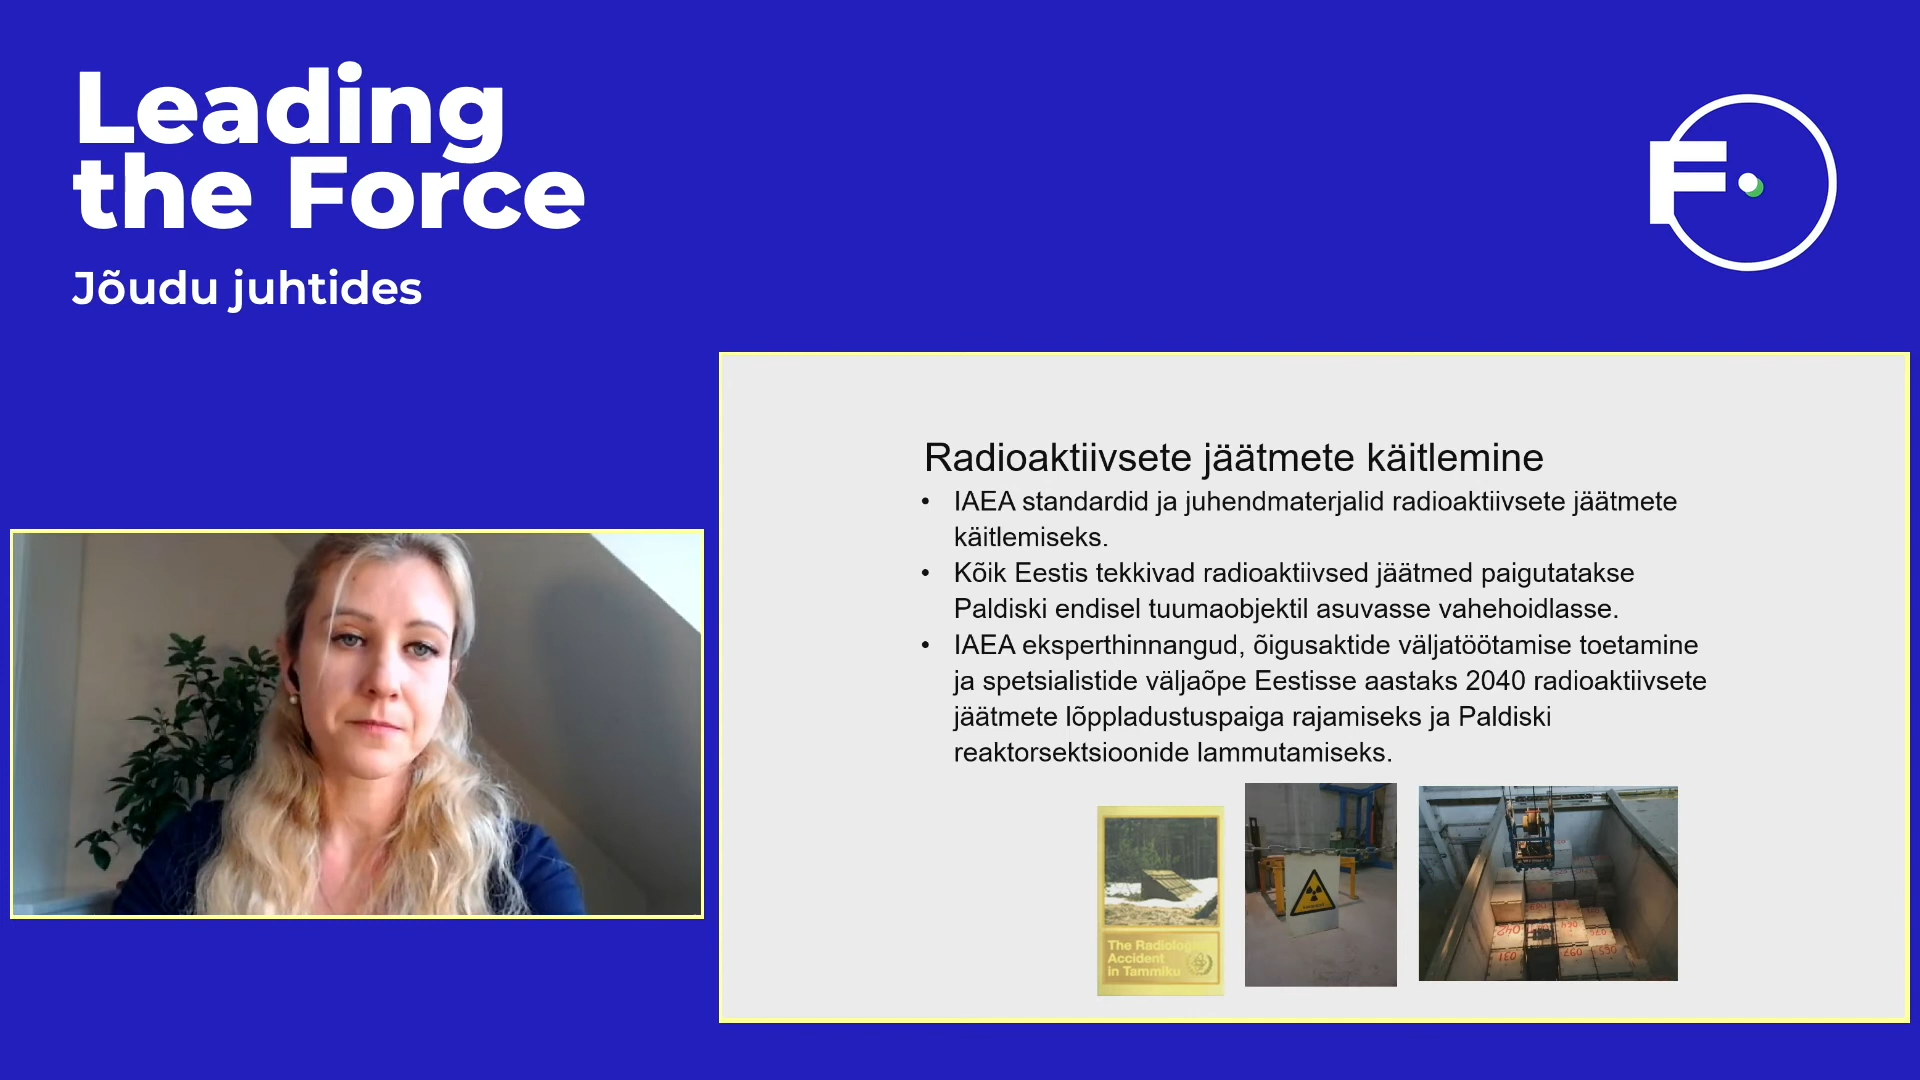 Leading
the Force
Jõudu juhtides
F
Radioaktiivsete jäätmete käitlemine
• IAEA standardid ja juhendmaterjalid radioaktiivsete jäätmete
käitlemiseks.
• Kõik Eestis tekkivad radioaktiivsed jäätmed paigutatakse
Paldiski endisel tuumaobjektil asuvasse vahehoidlasse.
• IAEA eksperthinnangud, õigusaktide väljatöötamise toetamine
ja spetsialistide väljaõpe Eestisse aastaks 2040 radioaktiivsete
jäätmete lõppladustuspaiga rajamiseks ja Paldiski
reaktorsektsioonide lammutamiseks.
The Radiological
Accident
in Tammiku